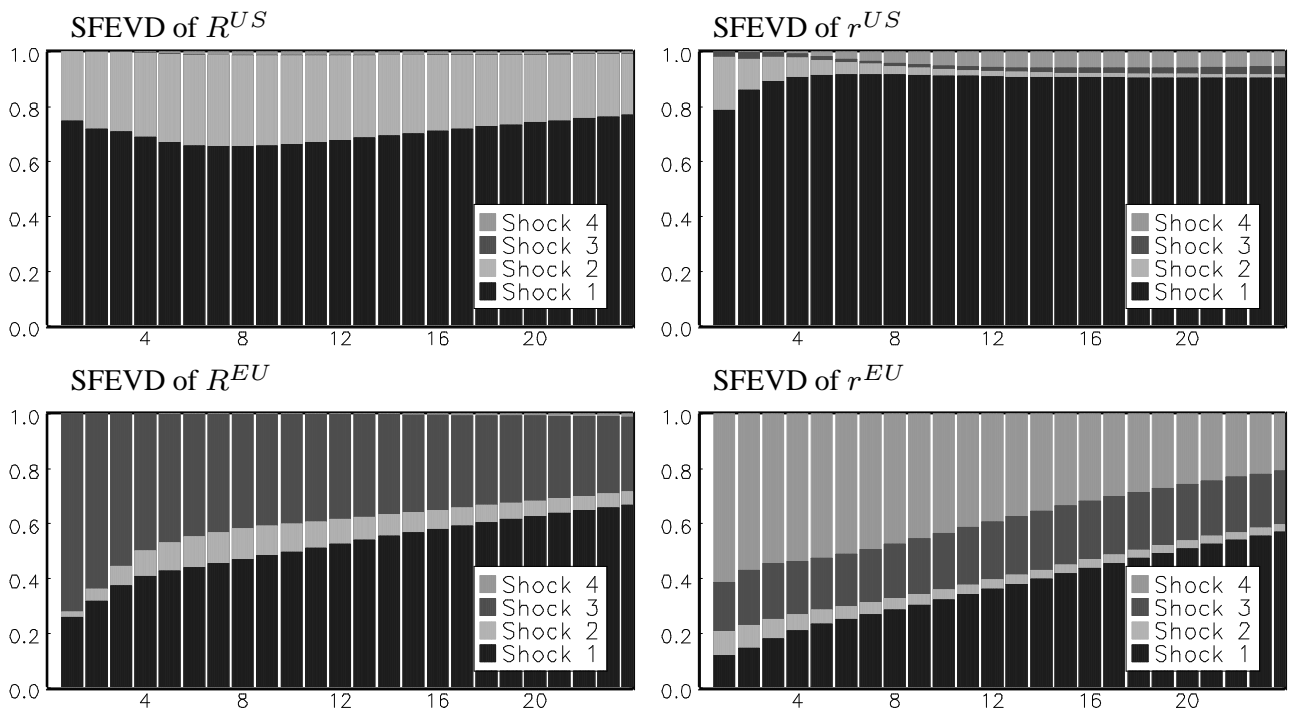 SFEVD of R^{US}
1.0
0.8
0.6
0.4
0.2
0.0
Shock 4
Shock 3
Shock 2
Shock 1
4 8 12 16 20
SFEVD of r^{US}
1.0
0.8
0.6
0.4
0.2
0.0
Shock 4
Shock 3
Shock 2
Shock 1
4 8 12 16 20
SFEVD of R^{EU}
1.0
0.8
0.6
0.4
0.2
0.0
Shock 4
Shock 3
Shock 2
Shock 1
4 8 12 16 20
SFEVD of r^{EU}
1.0
0.8
0.6
0.4
0.2
0.0
Shock 4
Shock 3
Shock 2
Shock 1
4 8 12 16 20